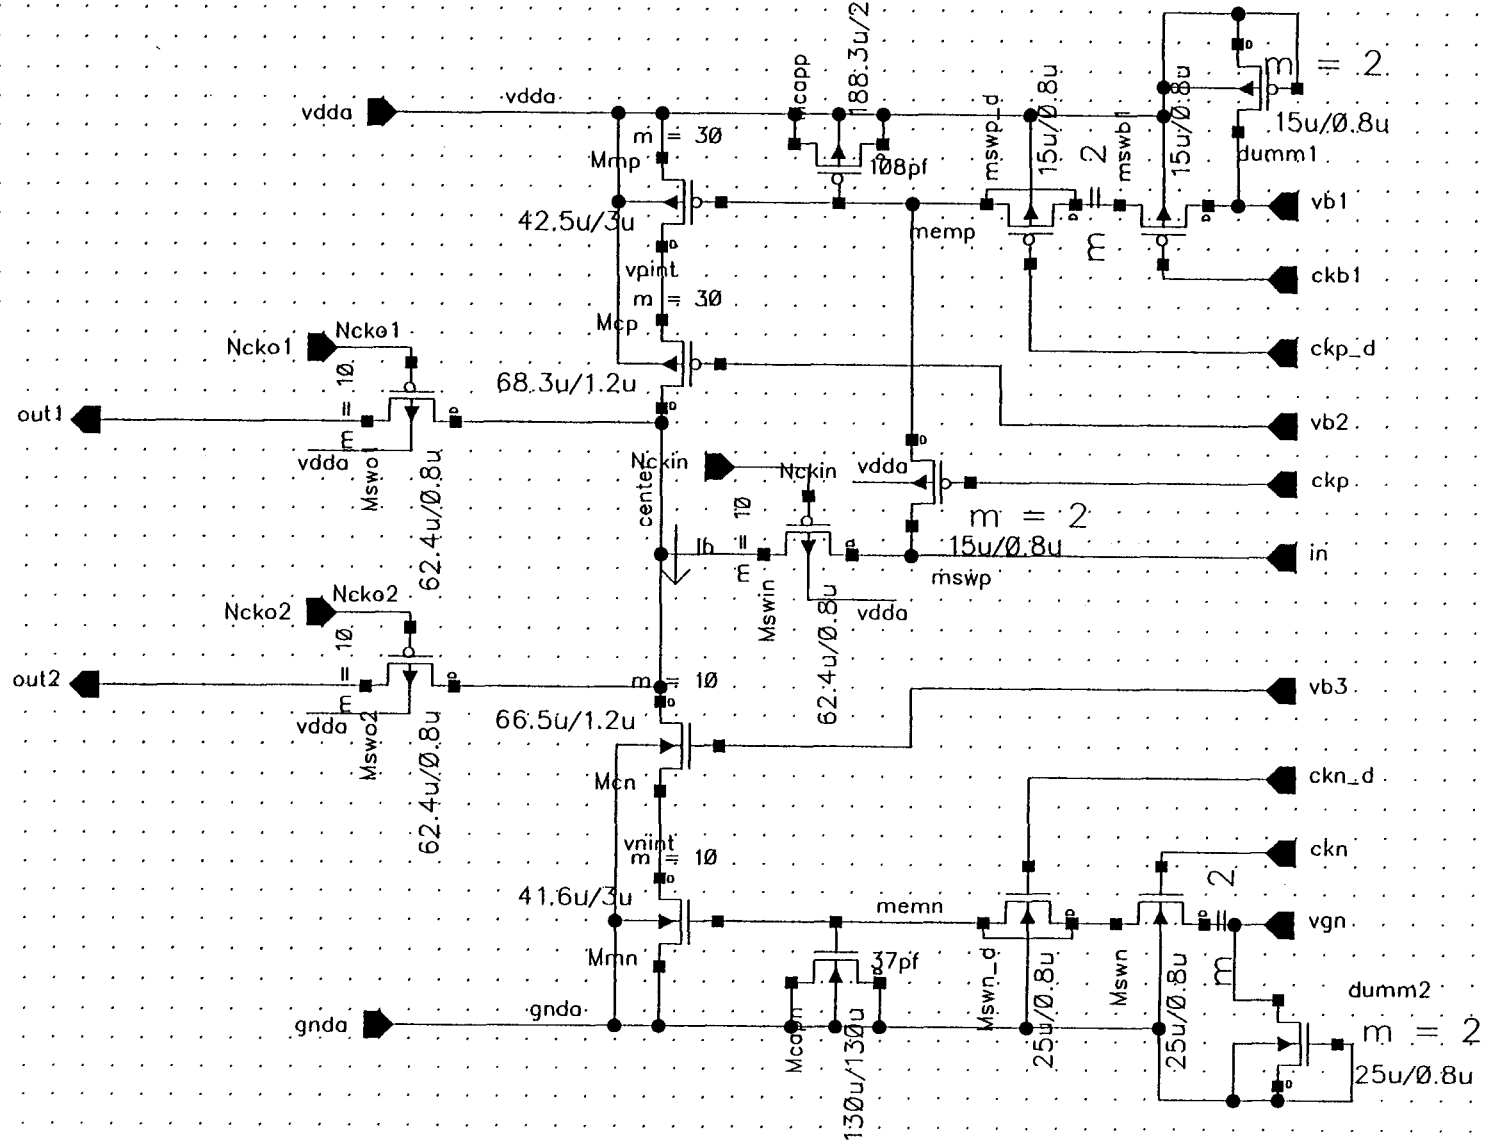 vdda
vdda
m = 30
Mmp
42.5u/3u
vpint
m = 30
Mcp
68.3u/1.2u
108pf
memp
mswp_d
15u/0.8u
m = 2
mswb1
15u/0.8u
m = 2
15u/0.8u
dumm1
vb1
ckb1
ckp_d
vb2
ckp
in
Ncko1
Ncko1
m = 10
out1
vdda
Mswo1
62.4u/0.8u
center
Nckin
Nckin
vdda
m = 10
I6
Mswin
62.4u/0.8u
vdda
m = 2
15u/0.8u
mswp
Ncko2
Ncko2
m = 10
out2
vdda
Mswo2
62.4u/0.8u
m = 10
66.5u/1.2u
Mcn
vnint
m = 10
41.6u/3u
Mmn
memn
37pf
Mcapn
130u/130u
Mswn_d
25u/0.8u
Mswn
25u/0.8u
m = 2
vb3
ckn_d
ckn
vgn
dumm2
m = 2
25u/0.8u
gnda
gnda